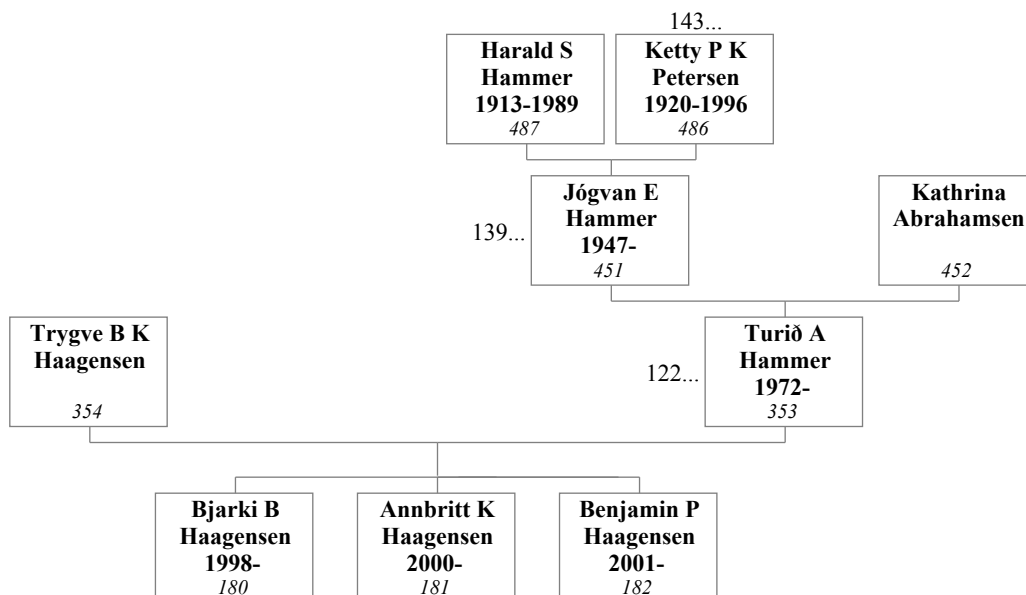 143...
Harald S
Hammer
1913-1989
487
Ketty P K
Petersen
1920-1996
486
139...
Jógvan E
Hammer
1947-
451
Kathrina
Abrahamsen
452
Trygve B K
Haagensen
354
122...
Turið A
Hammer
1972-
353
Bjarki B
Haagensen
1998-
180
Annbritt K
Haagensen
2000-
181
Benjamin P
Haagensen
2001-
182